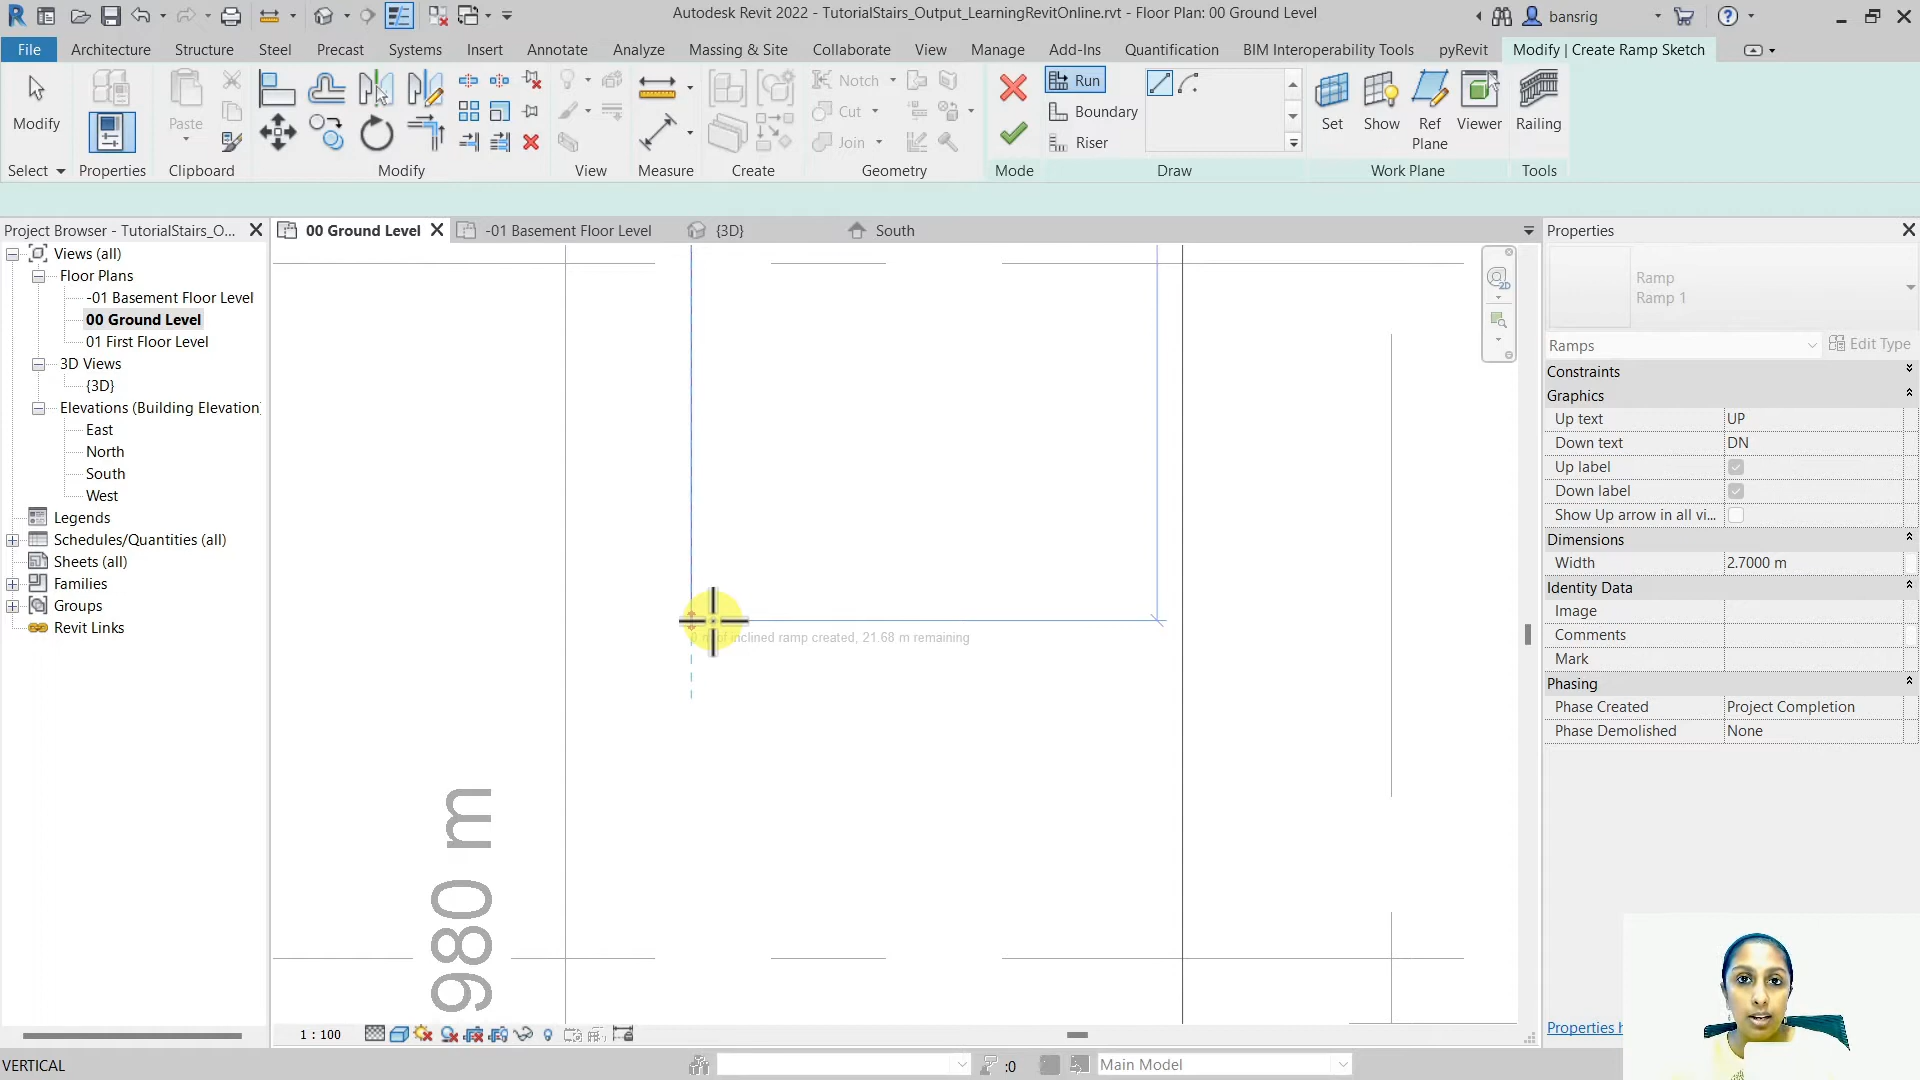 Autodesk Revit 2022 - TutorialStairs_Output_LearningRevitOnline.rvt - Floor Plan: 00 Ground Level
bansrig
File
Architecture
Structure
Steel
Precast
Systems
Insert
Annotate
Analyze
Massing & Site
Collaborate
View
Manage
Add-Ins
Quantification
BIM Interoperability Tools
pyRevit
Modify | Create Ramp Sketch
Modify
Paste
Notch
Cut
Join
Run
Boundary
Riser
Set
Show
Ref
Plane
Viewer
Railing
Select
Properties
Clipboard
Modify
View
Measure
Create
Geometry
Mode
Draw
Work Plane
Tools
Project Browser - TutorialStairs_O...
Views (all)
Floor Plans
-01 Basement Floor Level
00 Ground Level
01 First Floor Level
3D Views
{3D}
Elevations (Building Elevation)
East
North
South
West
Legends
Schedules/Quantities (all)
Sheets (all)
Families
Groups
Revit Links
00 Ground Level
-01 Basement Floor Level
{3D}
South
2D
inclined ramp created, 21.68 m remaining
980 m
Properties
Ramp
Ramp 1
Ramps
Edit Type
Constraints
Graphics
Up text UP
Down text DN
Up label
Down label
Show Up arrow in all vi...
Dimensions
Width 2.7000 m
Identity Data
Image
Comments
Mark
Phasing
Phase Created Project Completion
Phase Demolished None
Properties h
1 : 100
VERTICAL
:0
Main Model